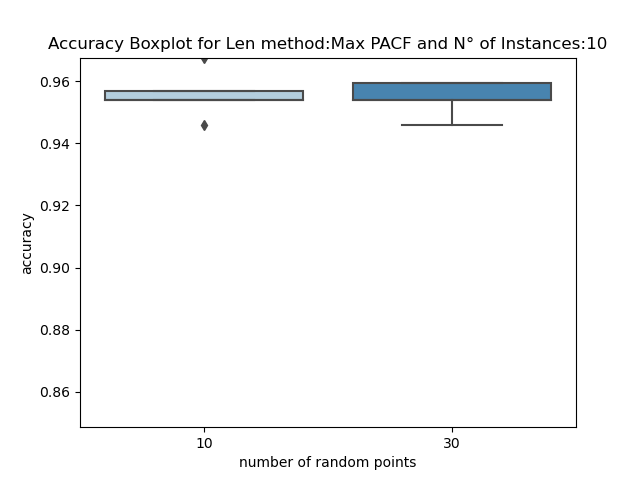 Accuracy Boxplot for Len method:Max PACF and N° of Instances:10
0.96
0.94
0.92
0.90
0.88
0.86
accuracy
10
30
number of random points